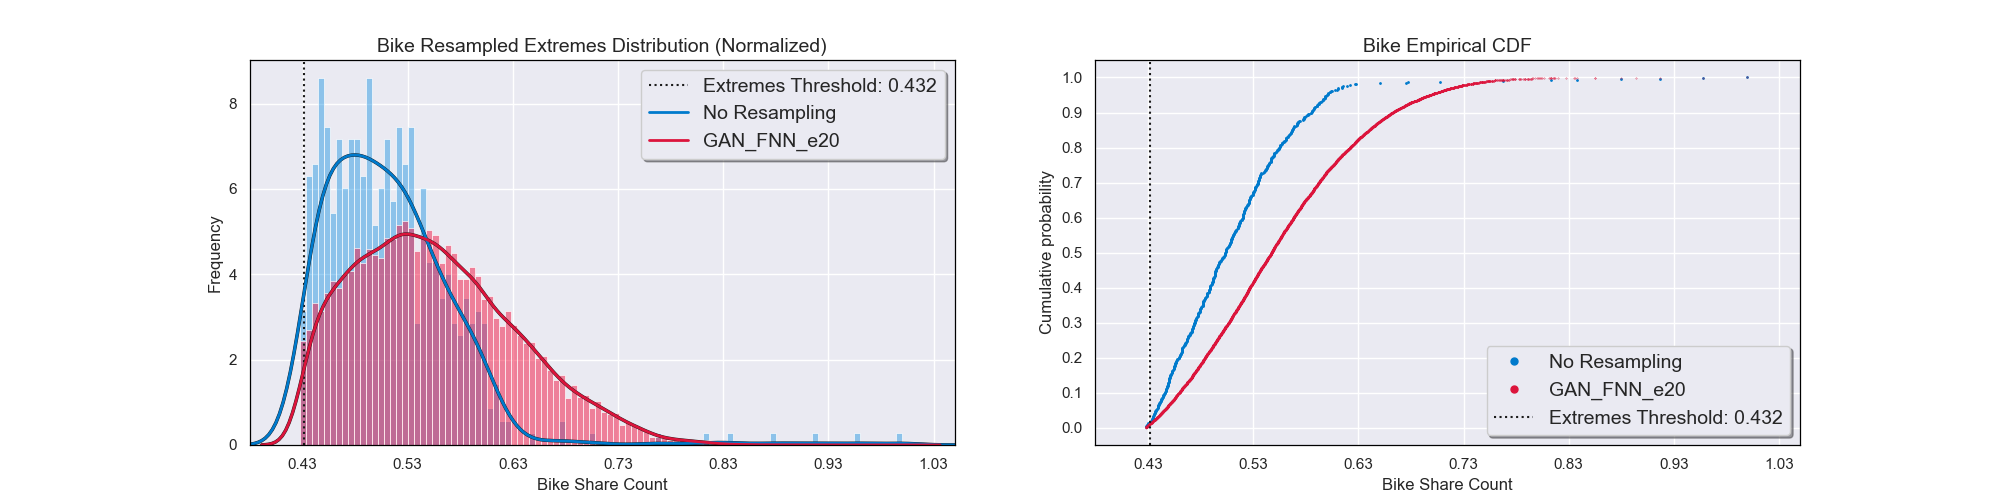 Bike Resampled Extremes Distribution (Normalized)
Extremes Threshold: 0.432
No Resampling
GAN_FNN_e20
Frequency
8
6
4
2
0
0.43 0.53 0.63 0.73 0.83 0.93 1.03
Bike Share Count
Bike Empirical CDF
Cumulative probability
1.0
0.9
0.8
0.7
0.6
0.5
0.4
0.3
0.2
0.1
0.0
No Resampling
GAN_FNN_e20
Extremes Threshold: 0.432
0.43 0.53 0.63 0.73 0.83 0.93 1.03
Bike Share Count